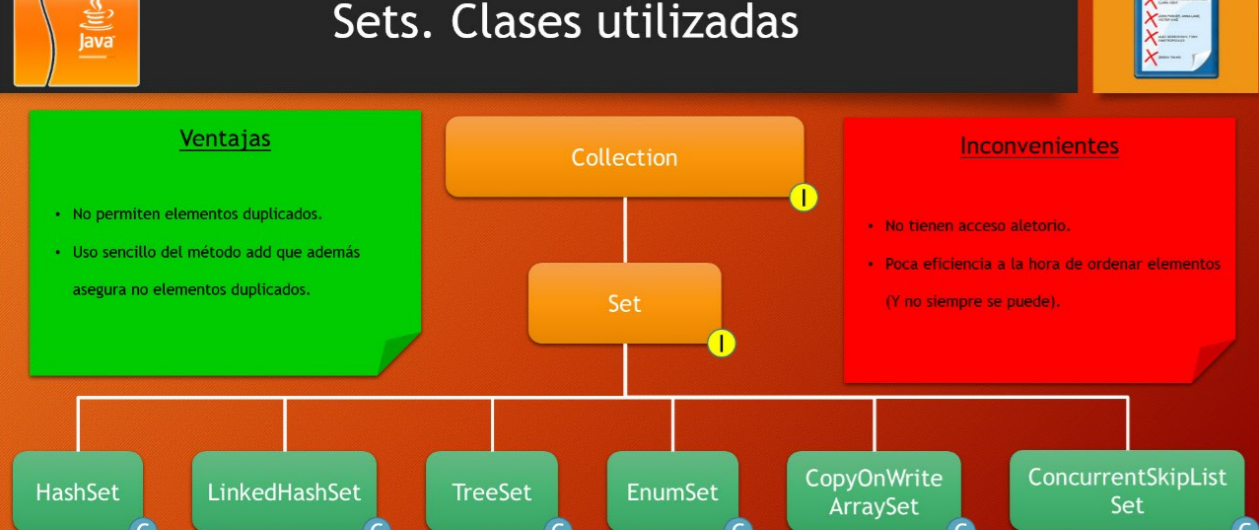 Java
Sets. Clases utilizadas
Ventajas
• No permiten elementos duplicados.
• Uso sencillo del método add que además
asegura no elementos duplicados.
Collection
I
Set
I
Inconvenientes
• No tienen acceso aletorio.
• Poca eficiencia a la hora de ordenar elementos
(Y no siempre se puede).
HashSet
C
LinkedHashSet
C
TreeSet
C
EnumSet
C
CopyOnWrite
ArraySet
C
ConcurrentSkipList
Set
C